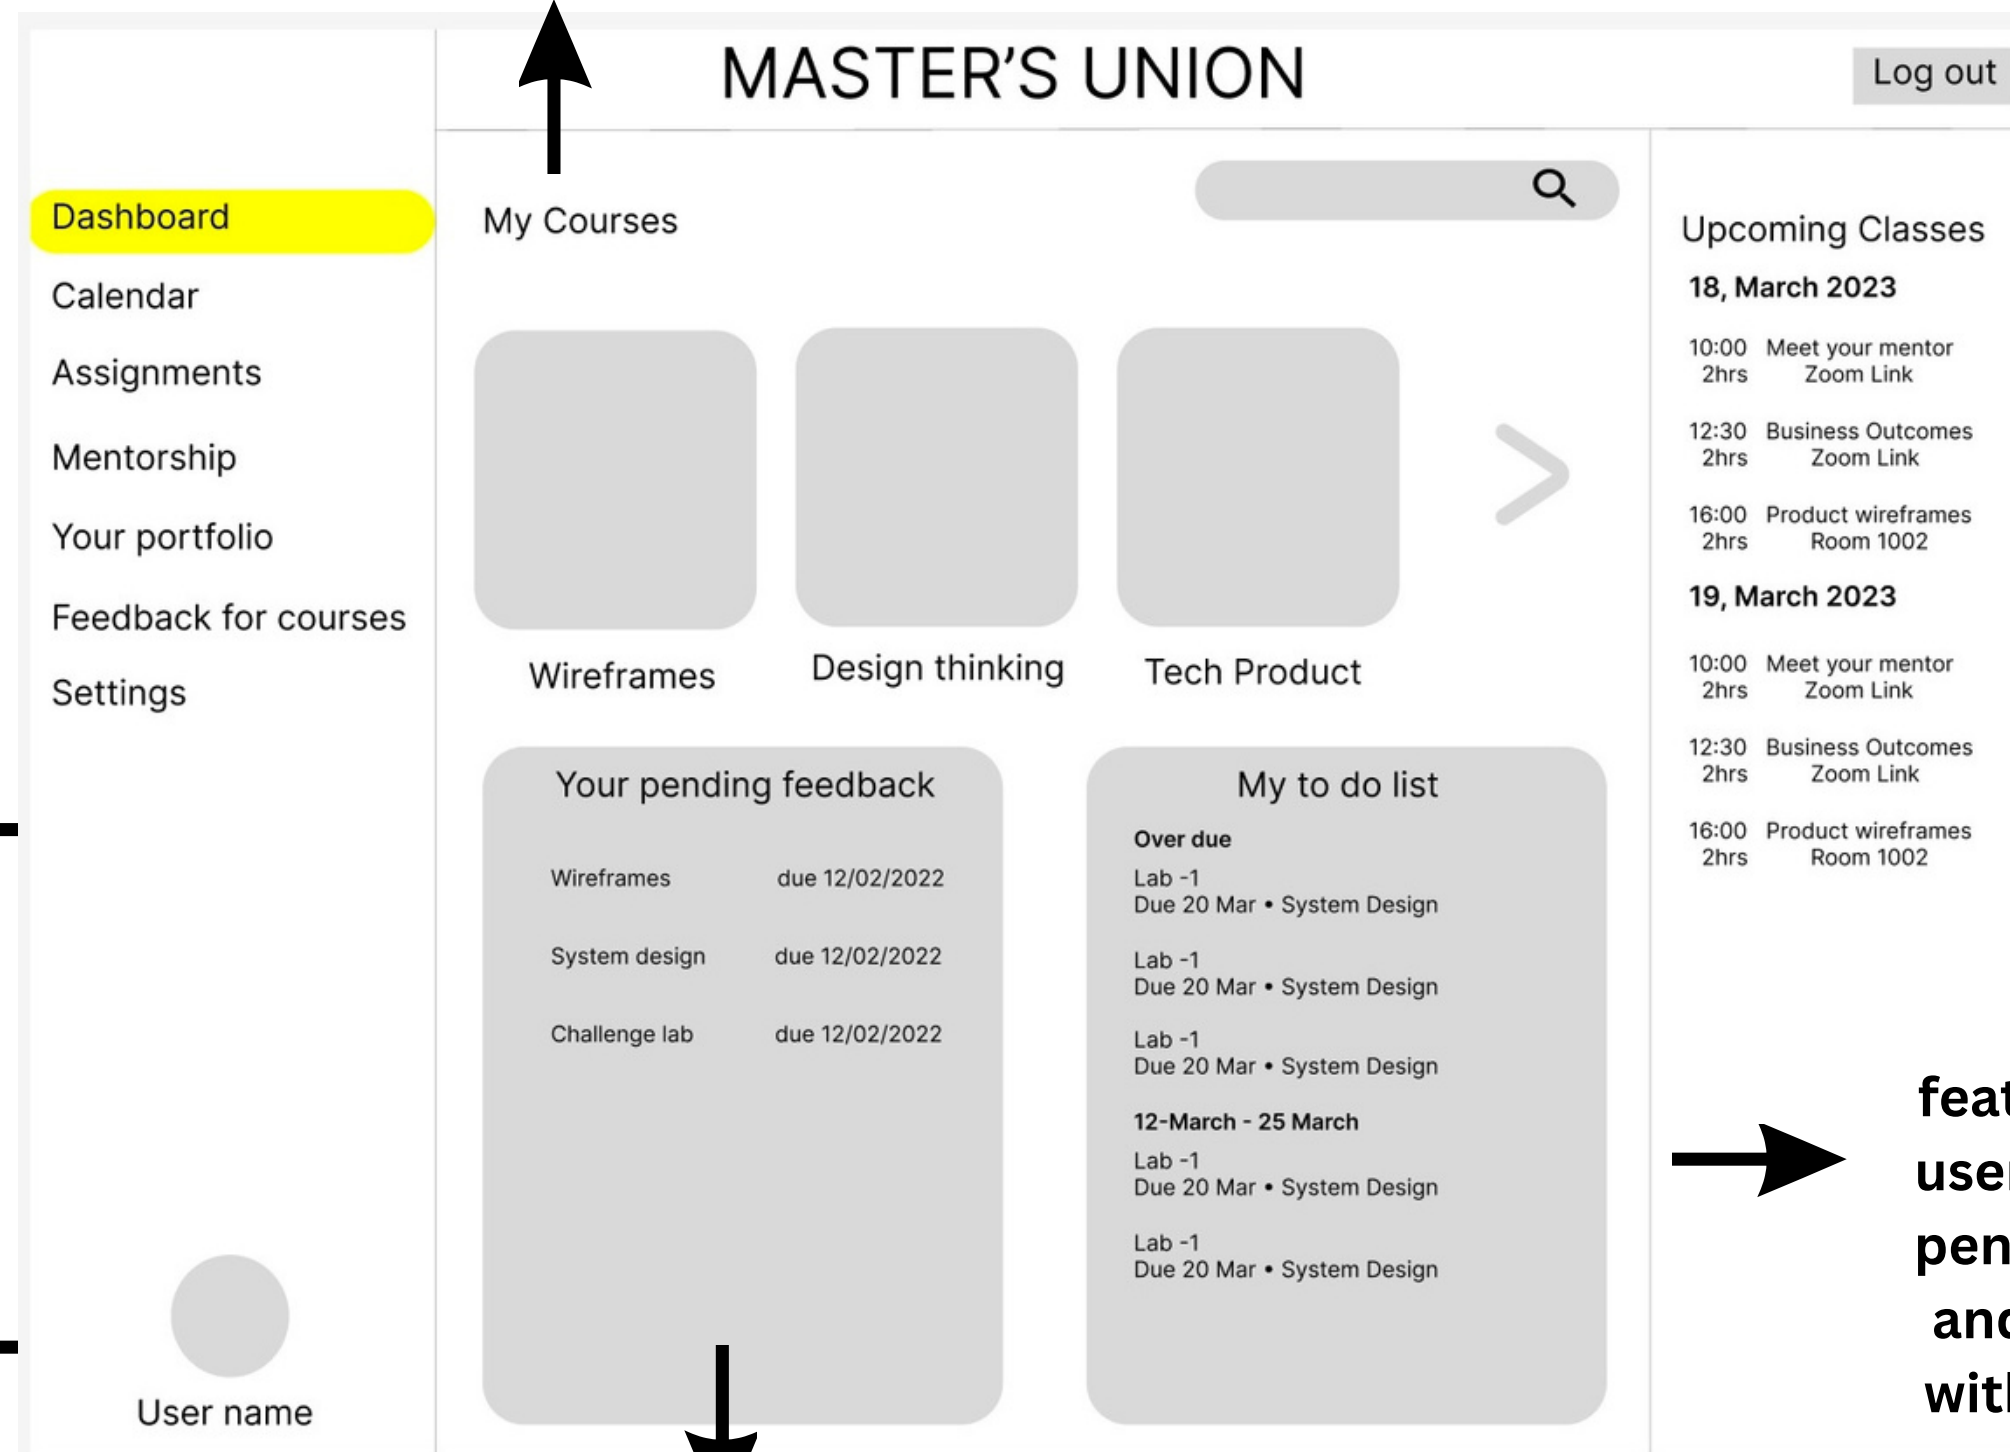 MASTER'S UNION
Log out
Dashboard
Calendar
Assignments
Mentorship
Your portfolio
Feedback for courses
Settings
User name
My Courses
Wireframes
Design thinking
Tech Product
Your pending feedback
Wireframes due 12/02/2022
System design due 12/02/2022
Challenge lab due 12/02/2022
My to do list
Over due
Lab -1
Due 20 Mar • System Design
Lab -1
Due 20 Mar • System Design
Lab -1
Due 20 Mar • System Design
12-March - 25 March
Lab -1
Due 20 Mar • System Design
Lab -1
Due 20 Mar • System Design
Upcoming Classes
18, March 2023
10:00 Meet your mentor
2hrs Zoom Link
12:30 Business Outcomes
2hrs Zoom Link
16:00 Product wireframes
2hrs Room 1002
19, March 2023
10:00 Meet your mentor
2hrs Zoom Link
12:30 Business Outcomes
2hrs Zoom Link
16:00 Product wireframes
2hrs Room 1002